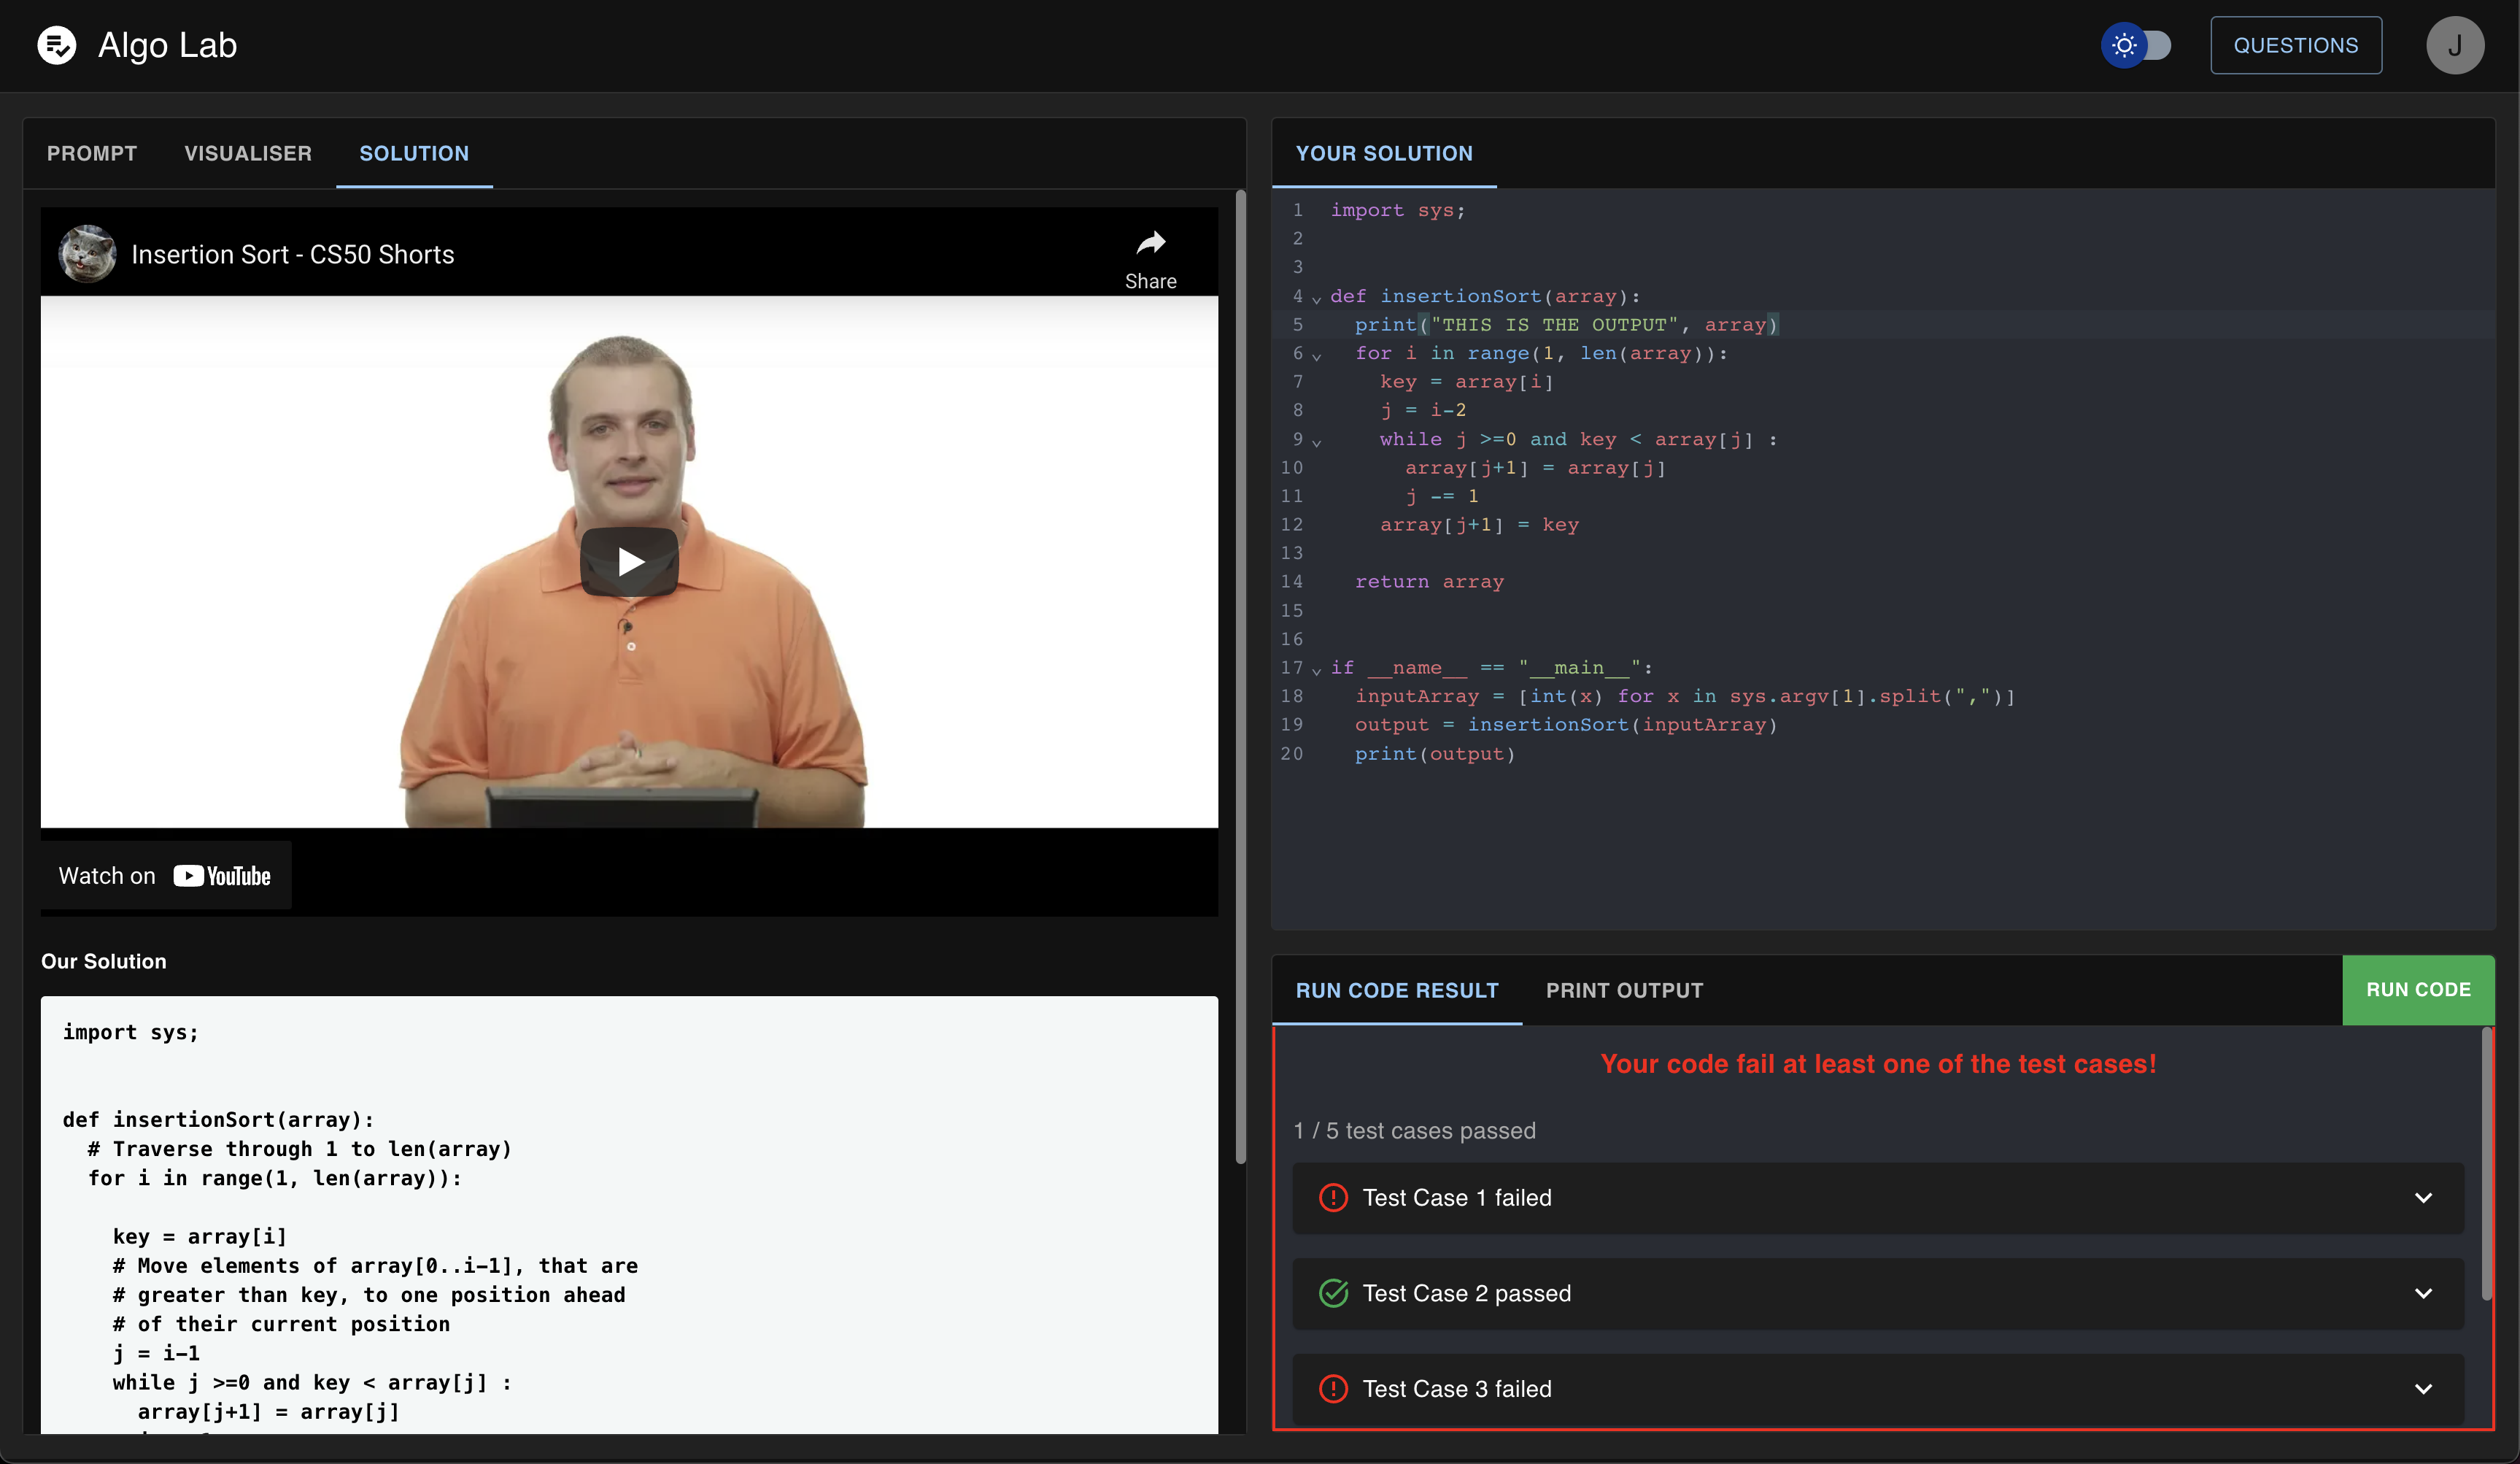 Algo Lab
QUESTIONS
J
PROMPT
VISUALISER
SOLUTION
Insertion Sort - CS50 Shorts
Share
Watch on YouTube
Our Solution
import sys;
def insertionSort(array):
  # Traverse through 1 to len(array)
  for i in range(1, len(array)):
    key = array[i]
    # Move elements of array[0..i-1], that are
    # greater than key, to one position ahead
    # of their current position
    j = i-1
    while j >=0 and key < array[j] :
      array[j+1] = array[j]
YOUR SOLUTION
1 import sys;
2
3
4 def insertionSort(array):
5   print("THIS IS THE OUTPUT", array)
6   for i in range(1, len(array)):
7     key = array[i]
8     j = i-2
9     while j >=0 and key < array[j] :
10       array[j+1] = array[j]
11       j -= 1
12     array[j+1] = key
13
14   return array
15
16
17 if __name__ == "__main__":
18   inputArray = [int(x) for x in sys.argv[1].split(",")]
19   output = insertionSort(inputArray)
20   print(output)
RUN CODE RESULT
PRINT OUTPUT
RUN CODE
Your code fail at least one of the test cases!
1 / 5 test cases passed
Test Case 1 failed
Test Case 2 passed
Test Case 3 failed